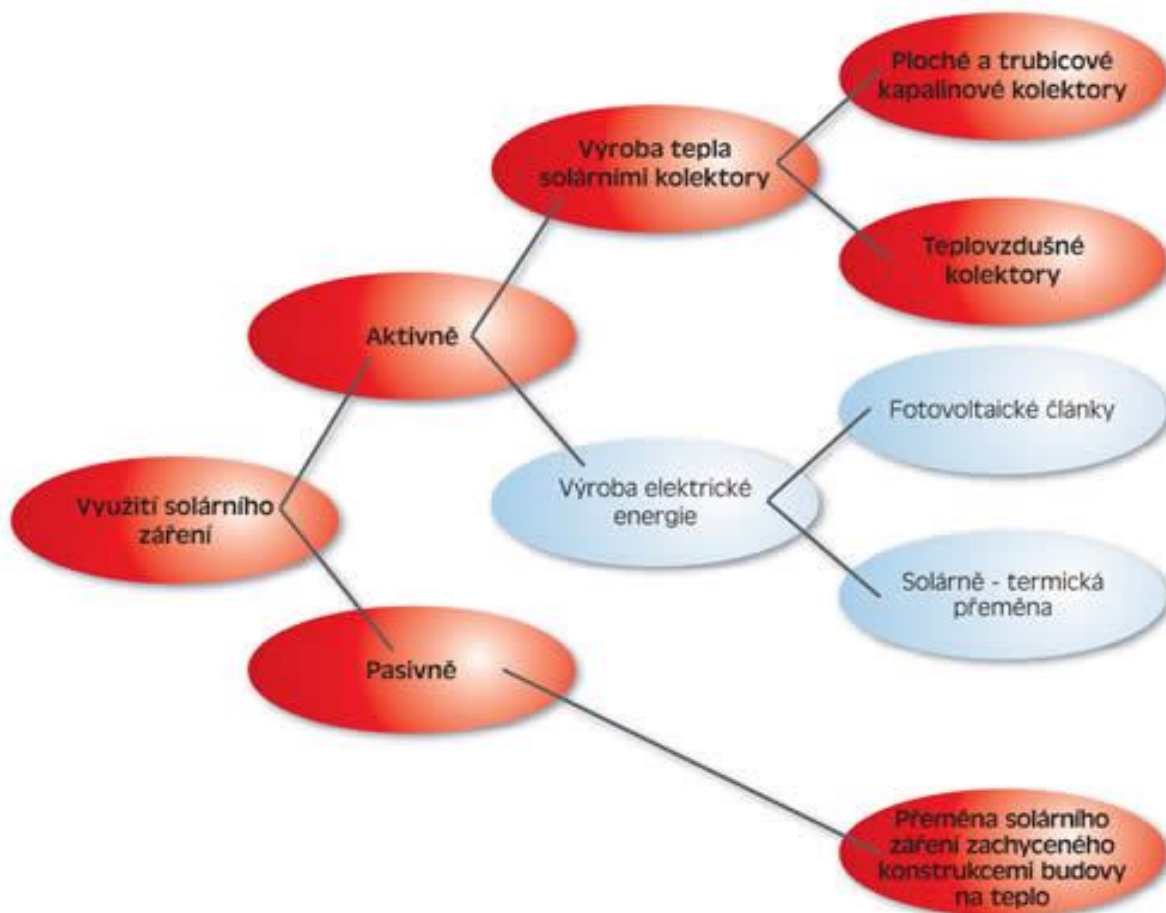 Ploché a trubicové
kapalinové kolektory
Výroba tepla
solárními kolektory
Teplovzdušné
kolektory
Aktivně
Fotovoltaické články
Výroba elektrické
energie
Využití solárního
záření
Solárně - termická
přeměna
Pasivně
Přeměna solárního
záření zachyceného
konstrukcemi budovy
na teplo